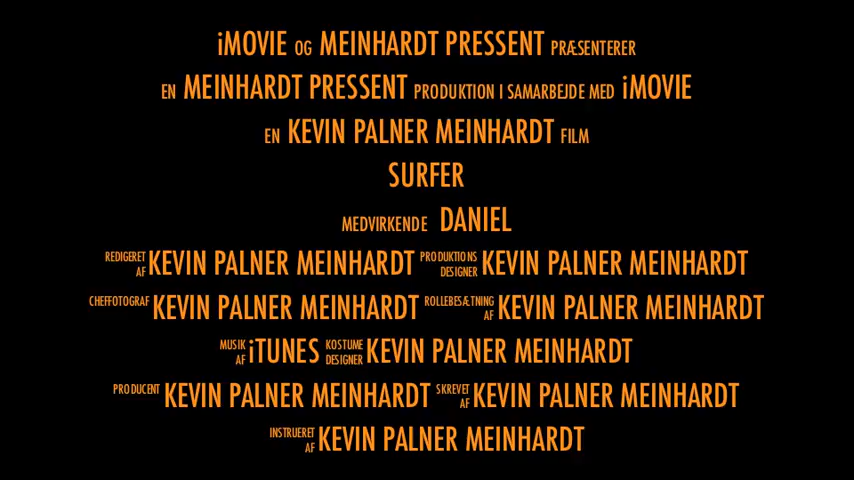 iMOVIE OG MEINHARDT PRESSENT PRÆSENTERER
EN MEINHARDT PRESSENT PRODUKTION I SAMARBEJDE MED iMOVIE
EN KEVIN PALNER MEINHARDT FILM
SURFER
MEDVIRKENDE DANIEL
REDIGERET AF KEVIN PALNER MEINHARDT PRODUKTIONS DESIGNER KEVIN PALNER MEINHARDT
CHEFFOTOGRAF KEVIN PALNER MEINHARDT ROLLEBESÆTNING AF KEVIN PALNER MEINHARDT
MUSIK AF iTUNES KOSTUME DESIGNER KEVIN PALNER MEINHARDT
PRODUCENT KEVIN PALNER MEINHARDT SKREVET AF KEVIN PALNER MEINHARDT
INSTRUERET AF KEVIN PALNER MEINHARDT